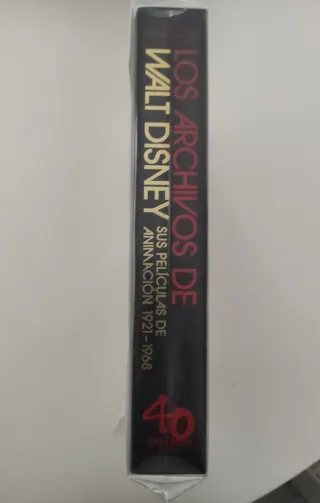 LOS ARCHIVOS DE
WALT DISNEY
SUS PELÍCULAS DE
ANIMACIÓN 1921–1968
40
TASCHEN